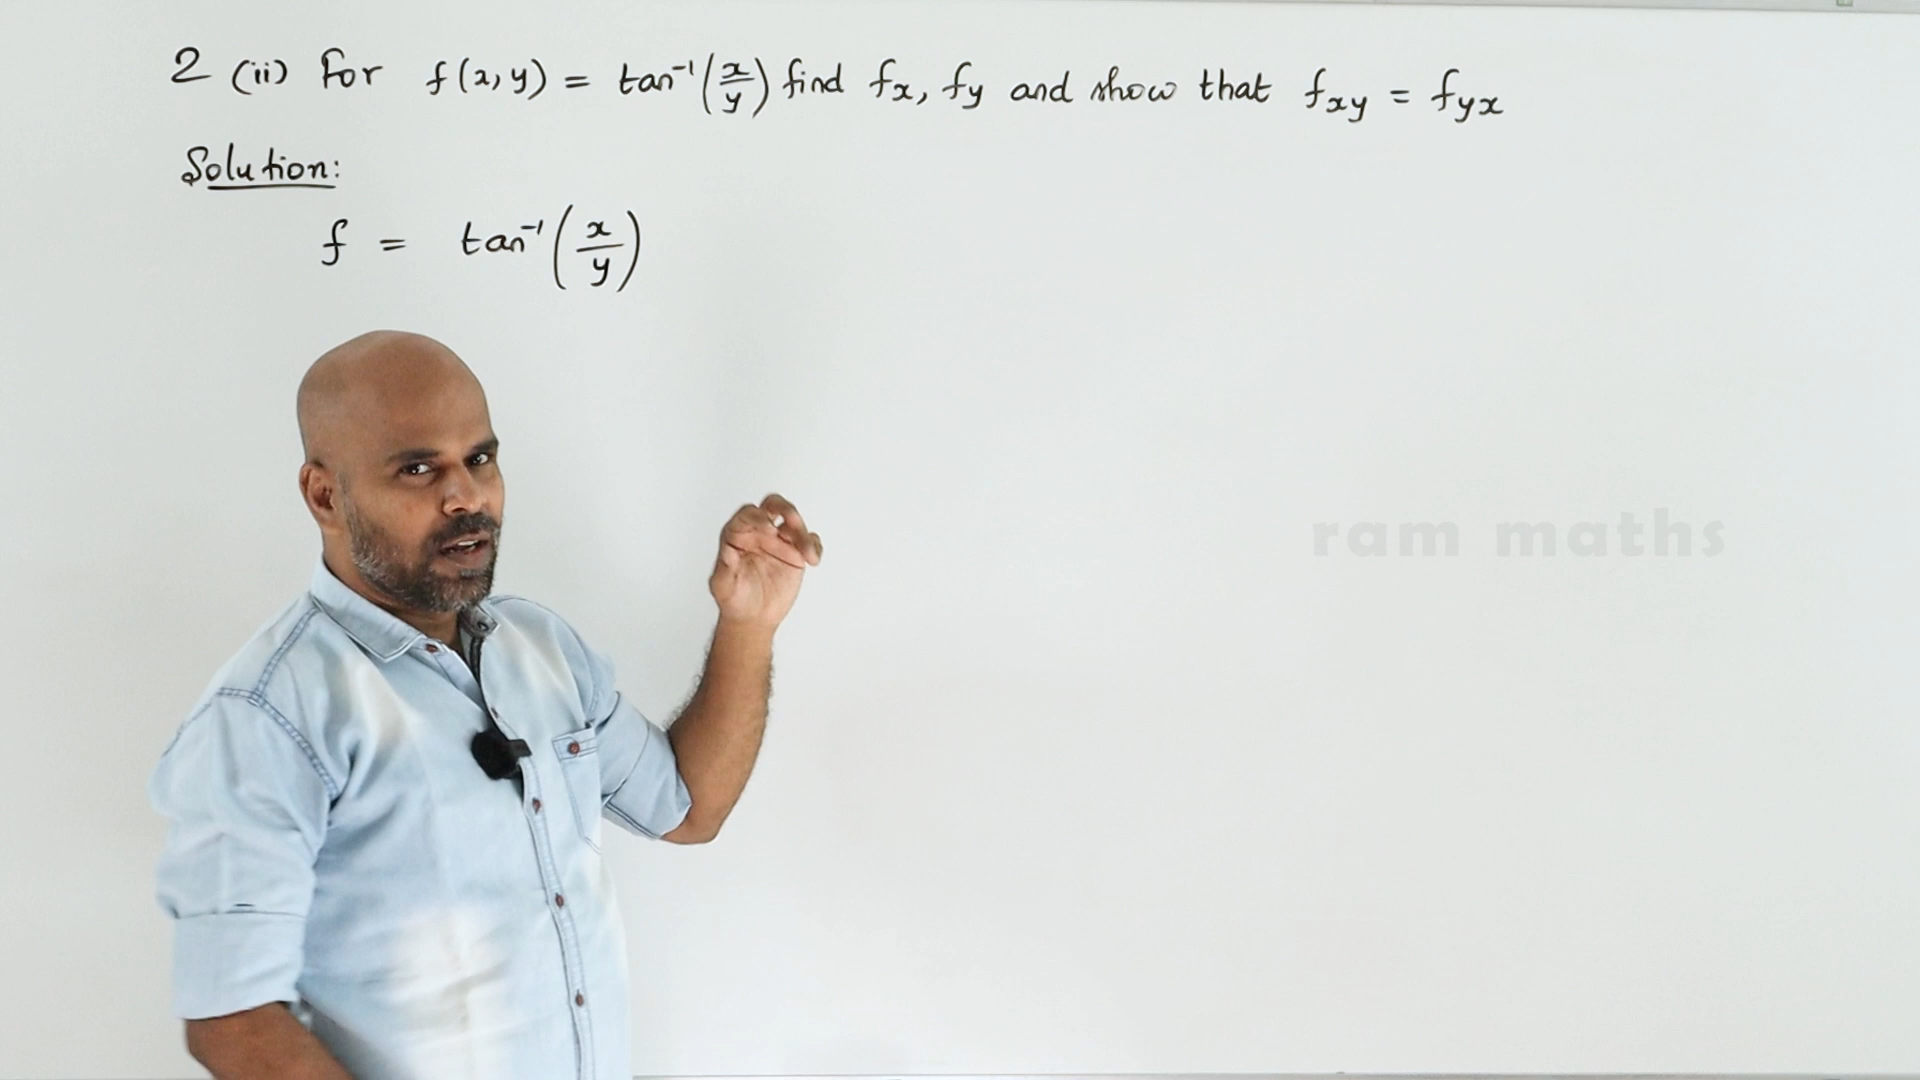 2 (ii) For f(x, y) = tan⁻¹(x/y) find fx, fy and show that fxy = fyx
Solution:
f = tan⁻¹(x/y)
ram maths